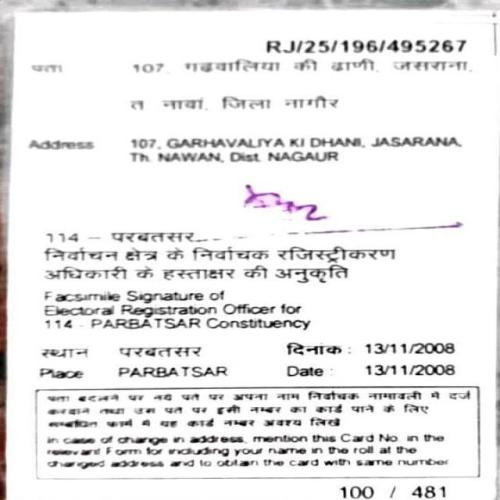 RJ/25/196/495267
पता 107, गढवालिया की ढाणी, जसराना,
त नावां, जिला नागौर
Address 107, GARHAVALIYA KI DHANI, JASARANA,
Th. NAWAN, Dist. NAGAUR
114 - परबतसर
निर्वाचन क्षेत्र के निर्वाचक रजिस्ट्रीकरण
अधिकारी के हस्ताक्षर की अनुकृति
Facsimile Signature of
Electoral Registration Officer for
114 - PARBATSAR Constituency
स्थान परबतसर दिनांक : 13/11/2008
Place PARBATSAR Date : 13/11/2008
पता बदलने पर नये पते पर अपना नाम निर्वाचक नामावली में दर्ज
करवाने तथा उस पते पर इसी नम्बर का कार्ड पाने के लिए
सम्बंधित फार्म में यह कार्ड नम्बर अवश्य लिखें
In case of change in address, mention this Card No. in the
relevant Form for including your name in the roll at the
changed address and to obtain the card with same number
100 / 481